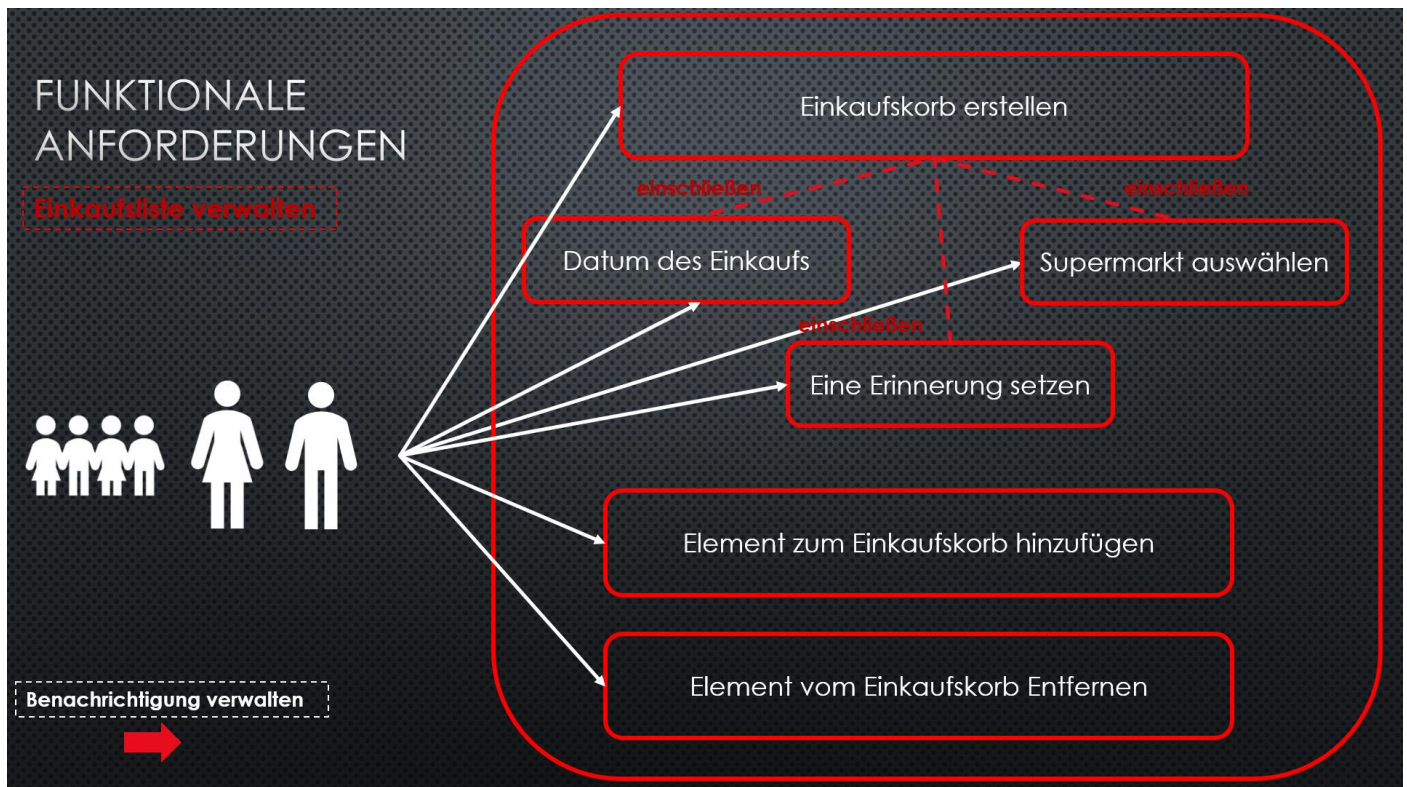 FUNKTIONALE
ANFORDERUNGEN
Einkaufsliste verwalten
Einkaufskorb erstellen
einschließen
einschließen
Datum des Einkaufs
Supermarkt auswählen
einschließen
Eine Erinnerung setzen
Element zum Einkaufskorb hinzufügen
Element vom Einkaufskorb Entfernen
Benachrichtigung verwalten